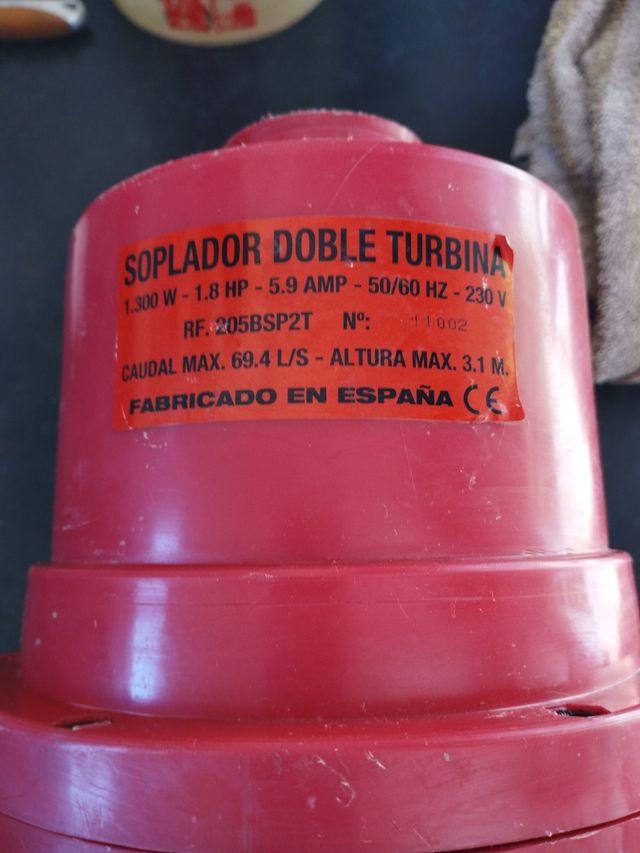 SOPLADOR DOBLE TURBINA
1.300 W - 1.8 HP - 5.9 AMP - 50/60 HZ - 230 V
RF. 205BSP2T Nº: 11002
CAUDAL MAX. 69.4 L/S - ALTURA MAX. 3.1 M.
FABRICADO EN ESPAÑA CE